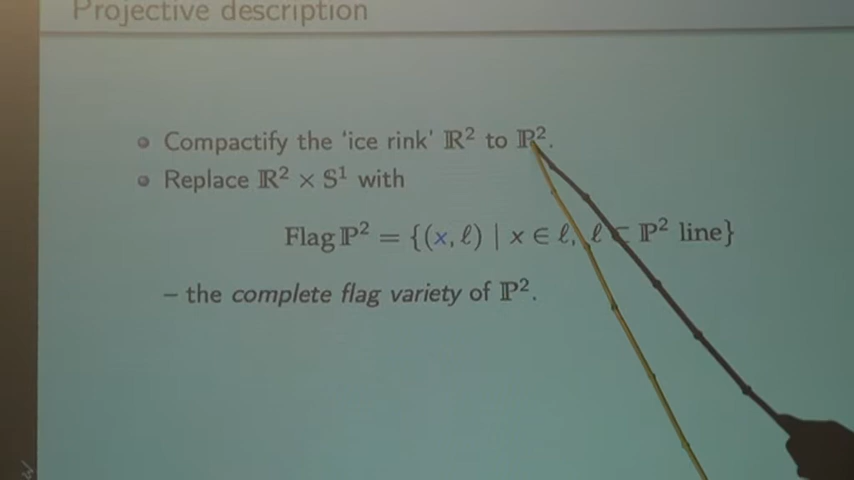 Projective description
Compactify the 'ice rink' ℝ² to ℙ².
Replace ℝ² × S¹ with
Flag ℙ² = {(x, ℓ) | x ∈ ℓ, ℓ ⊂ ℙ² line}
– the complete flag variety of ℙ².